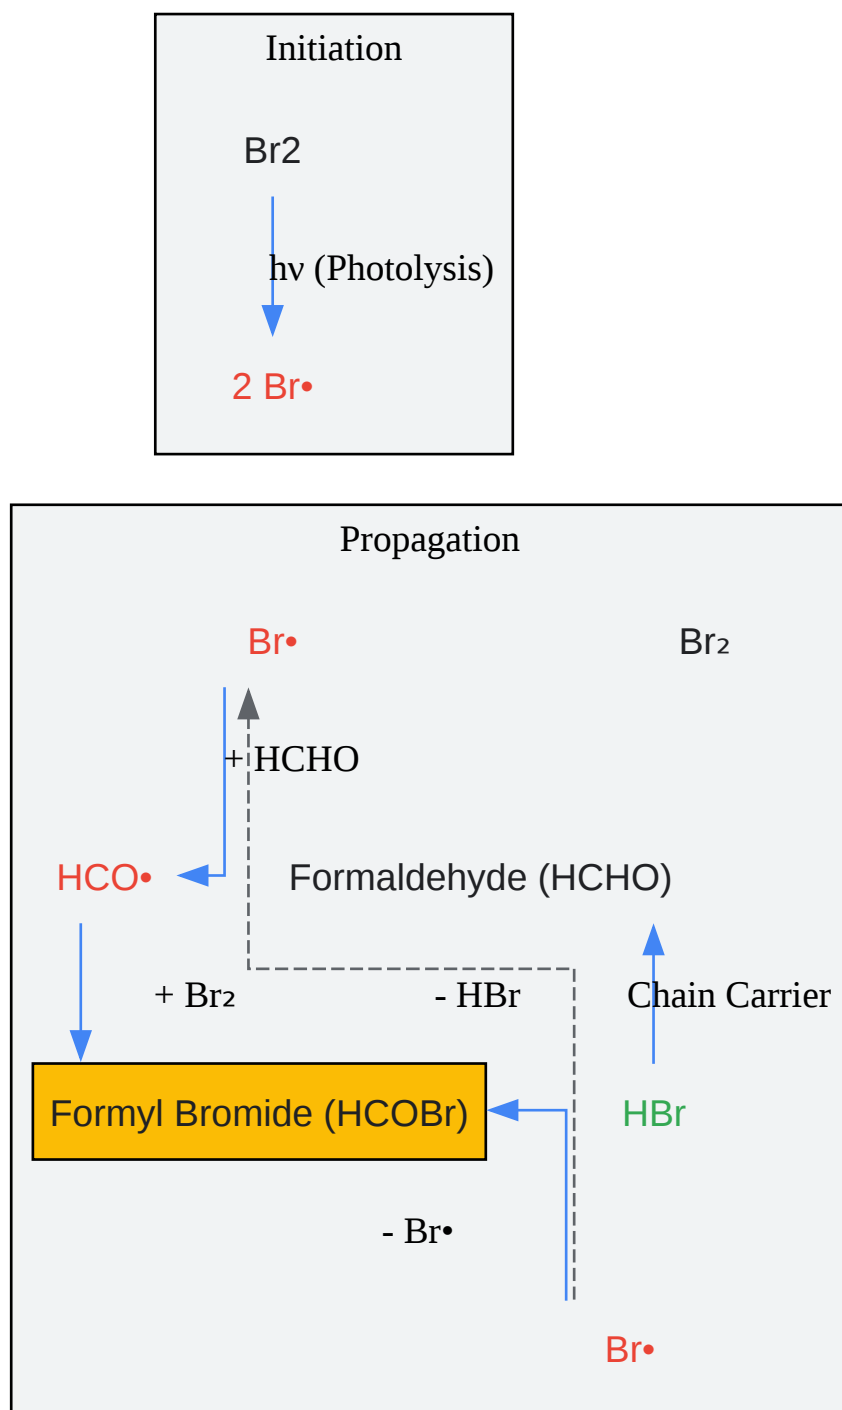 Initiation
Br2
hν (Photolysis)
2 Br•
Propagation
Br•
Br₂
+ HCHO
HCO•
Formaldehyde (HCHO)
+ Br₂
- HBr
Chain Carrier
Formyl Bromide (HCOBr)
HBr
- Br•
Br•